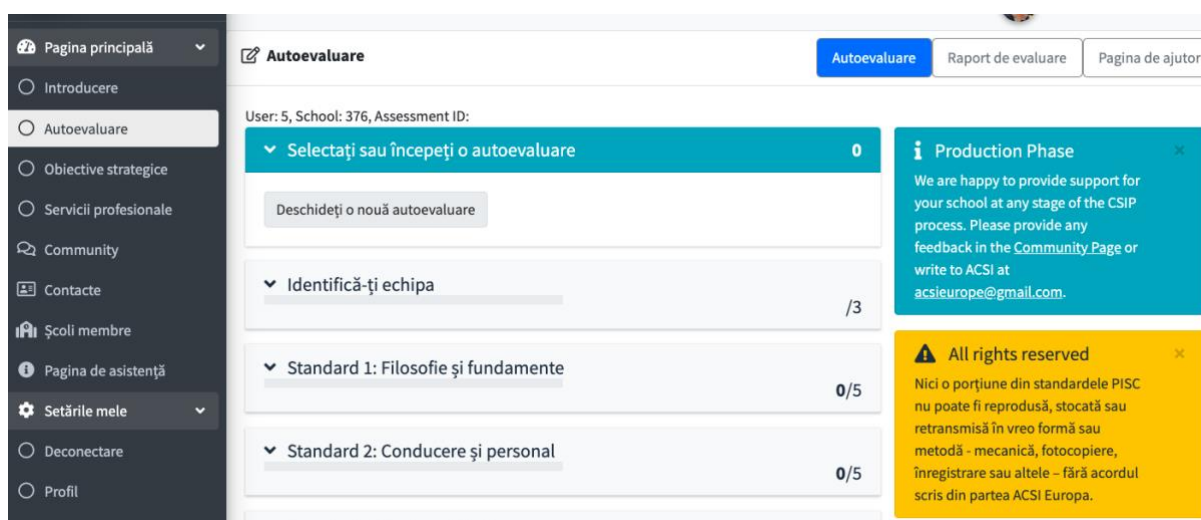 Pagina principală
Introducere
Autoevaluare
Obiective strategice
Servicii profesionale
Community
Contacte
Școli membre
Pagina de asistență
Setările mele
Deconectare
Profil
Autoevaluare
Autoevaluare
Raport de evaluare
Pagina de ajutor
User: 5, School: 376, Assessment ID:
Selectați sau începeți o autoevaluare 0
Deschideți o nouă autoevaluare
Identifică-ți echipa
/3
Standard 1: Filosofie și fundamente
0/5
Standard 2: Conducere și personal
0/5
Production Phase
We are happy to provide support for
your school at any stage of the CSIP
process. Please provide any
feedback in the Community Page or
write to ACSI at
acsieurope@gmail.com.
All rights reserved
Nici o porțiune din standardele PISC
nu poate fi reprodusă, stocată sau
retransmisă în vreo formă sau
metodă - mecanică, fotocopiere,
înregistrare sau altele – fără acordul
scris din partea ACSI Europa.